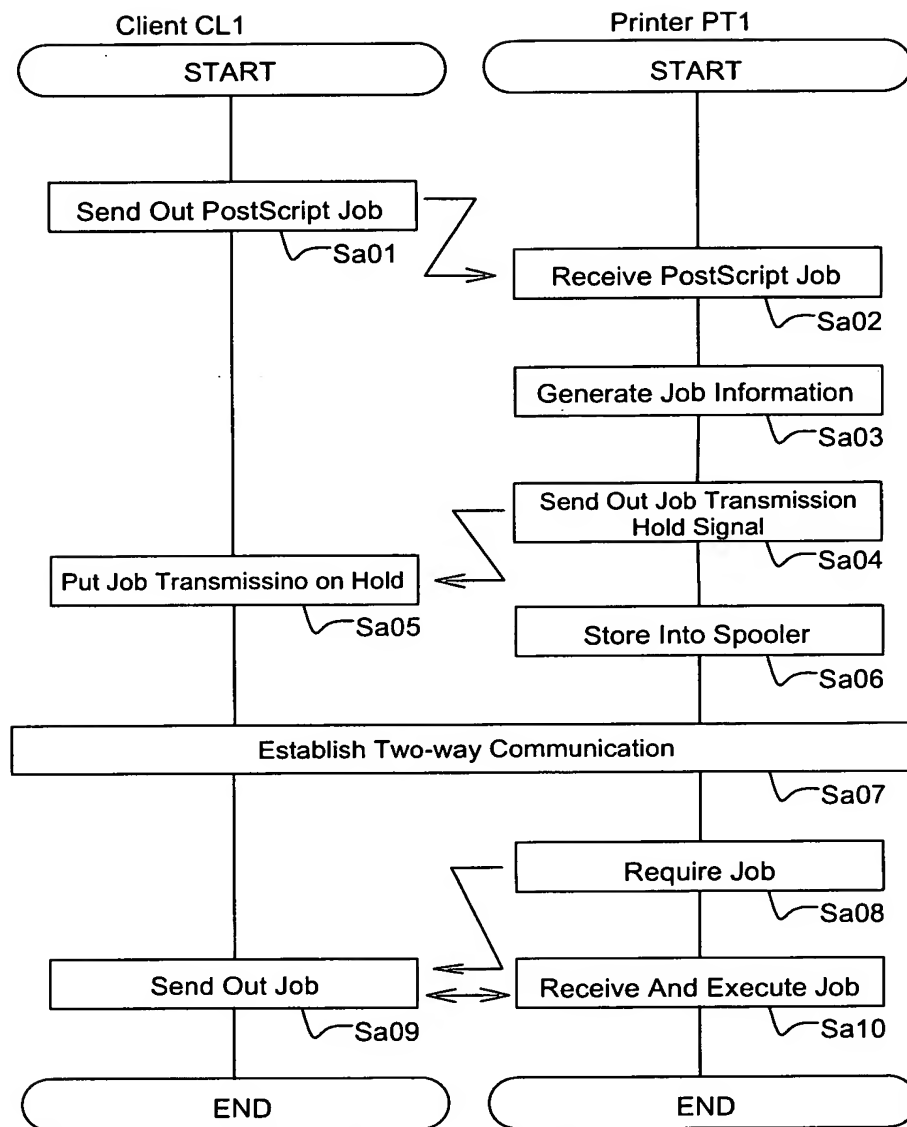 Client CL1
Printer PT1
START
START
Send Out PostScript Job
Sa01
Receive PostScript Job
Sa02
Generate Job Information
Sa03
Send Out Job Transmission
Hold Signal
Sa04
Put Job Transmissino on Hold
Sa05
Store Into Spooler
Sa06
Establish Two-way Communication
Sa07
Require Job
Sa08
Send Out Job
Sa09
Receive And Execute Job
Sa10
END
END